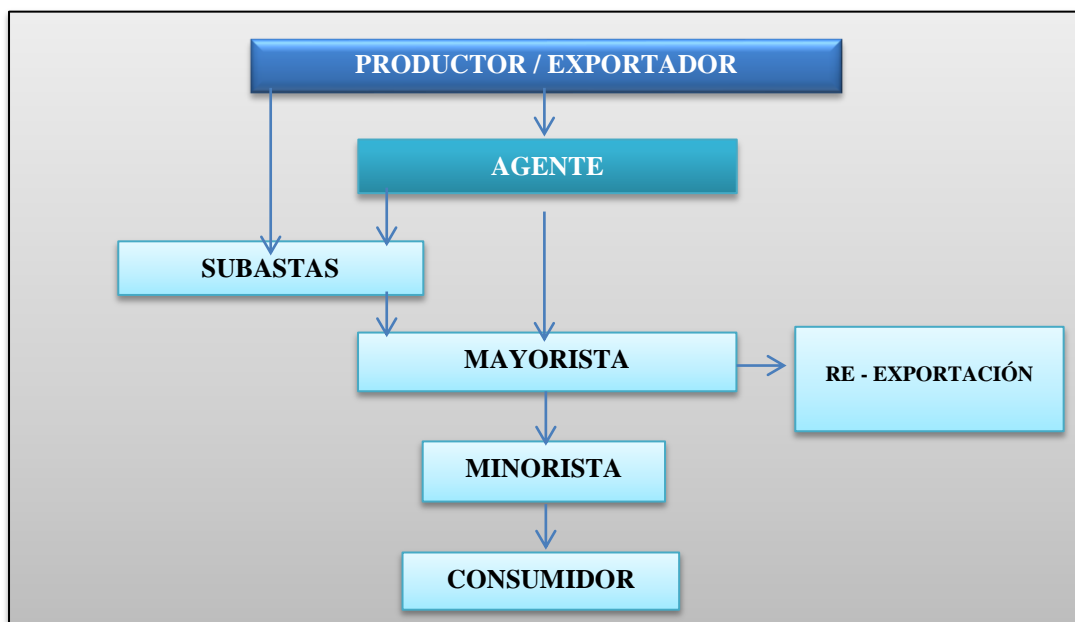 PRODUCTOR / EXPORTADOR
AGENTE
SUBASTAS
MAYORISTA
RE - EXPORTACIÓN
MINORISTA
CONSUMIDOR